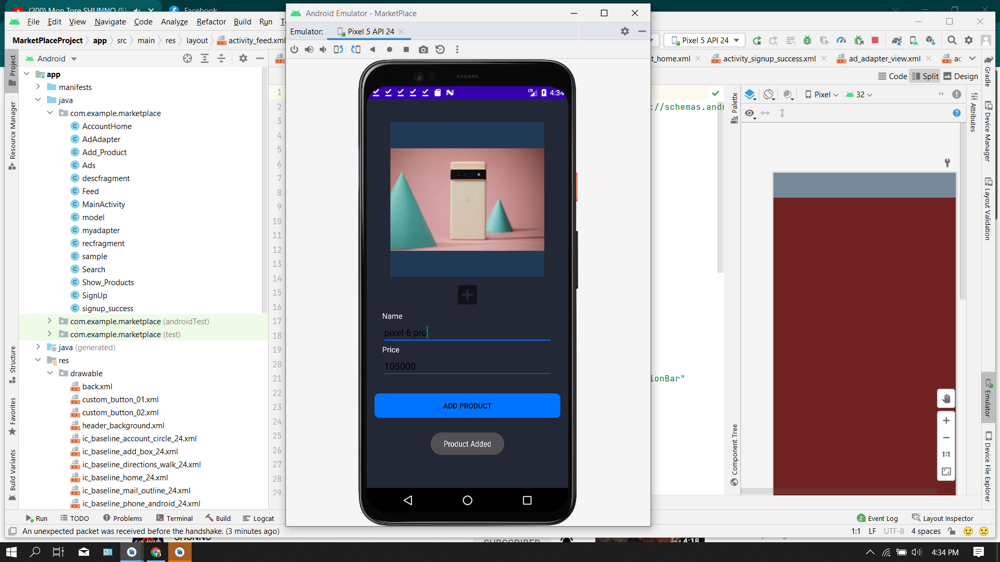 (200) Mon Tore SHUNNO (S
Facebook
File Edit View Navigate Code Analyze Refactor Build Run
Android Emulator - MarketPlace
MarketPlaceProject app src main res layout activity_feed.xml
Emulator: Pixel 5 API 24
Pixel 5 API 24
Android
t_home.xml activity_signup_success.xml ad_adapter_view.xml ac
Code Split Design
Pixel 32
Project
Resource Manager
Structure
Favorites
Build Variants
app
manifests
java
com.example.marketplace
AccountHome
AdAdapter
Add_Product
Ads
descfragment
Feed
MainActivity
model
myadapter
recfragment
sample
Search
Show_Products
SignUp
signup_success
com.example.marketplace (androidTest)
com.example.marketplace (test)
java (generated)
res
drawable
back.xml
custom_button_01.xml
custom_button_02.xml
header_background.xml
ic_baseline_account_circle_24.xml
ic_baseline_add_box_24.xml
ic_baseline_directions_walk_24.xml
ic_baseline_home_24.xml
ic_baseline_mail_outline_24.xml
ic_baseline_phone_android_24.xml
1
2
3
4
5
6
7
8
9
10
11
12
13
14
15
16
17
18
19
20
21
22
23
24
25
26
27
28
29
LTE 4:34
Name
pixel 6 pro
Price
105000
ADD PRODUCT
Product Added
://schemas.andr
ionBar"
Palette
Component Tree
1:1
Attributes
Gradle
Device Manager
Layout Validation
Emulator
Device File Explorer
Run TODO Problems Terminal Build Logcat
2 Event Log Layout Inspector
An unexpected packet was received before the handshake. (3 minutes ago)
1:1 LF UTF-8 4 spaces
SHUNNO
SUBSCRIBED
4:18
4:34 PM